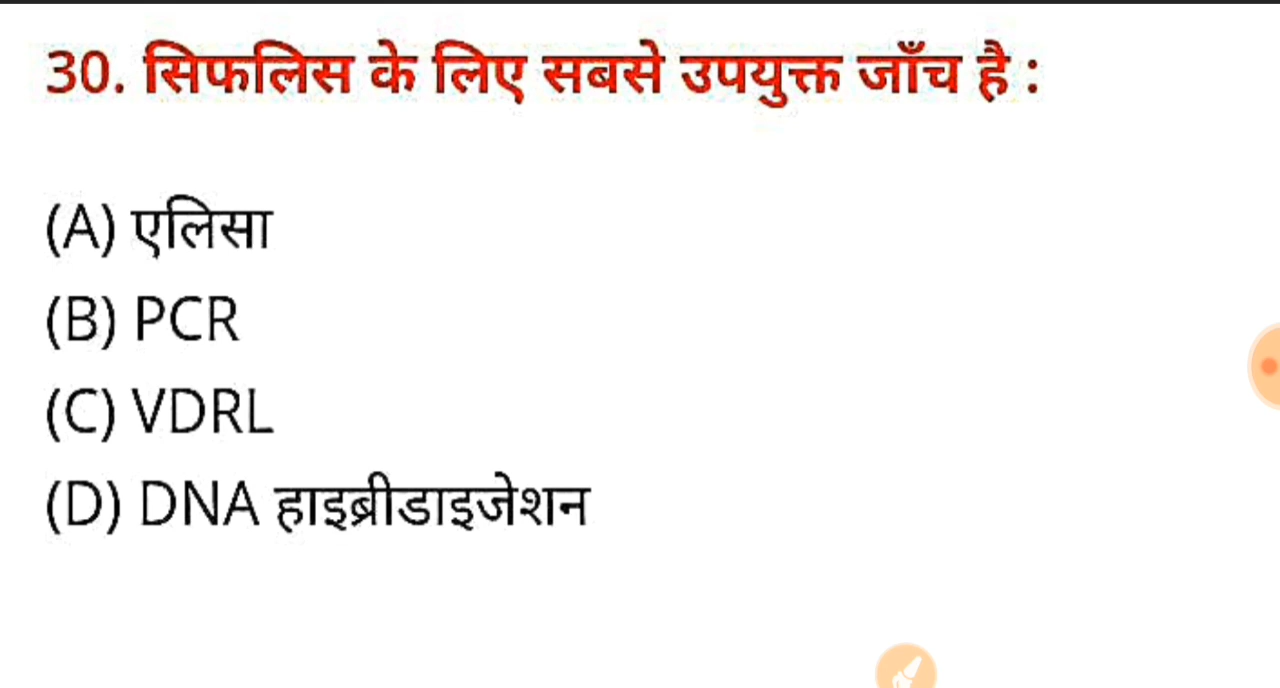 30. सिफलिस के लिए सबसे उपयुक्त जाँच है :
(A) एलिसा
(B) PCR
(C) VDRL
(D) DNA हाइब्रीडाइजेशन